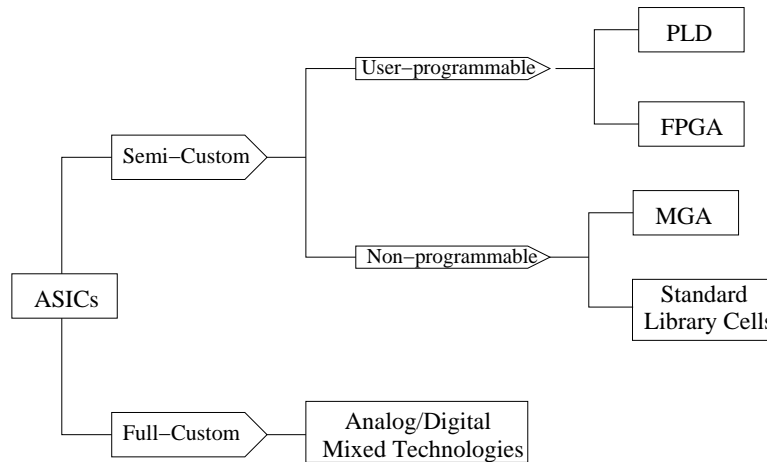 PLD
User–programmable
FPGA
Semi–Custom
MGA
Non–programmable
ASICs
Standard
Library Cells
Full–Custom
Analog/Digital
Mixed Technologies